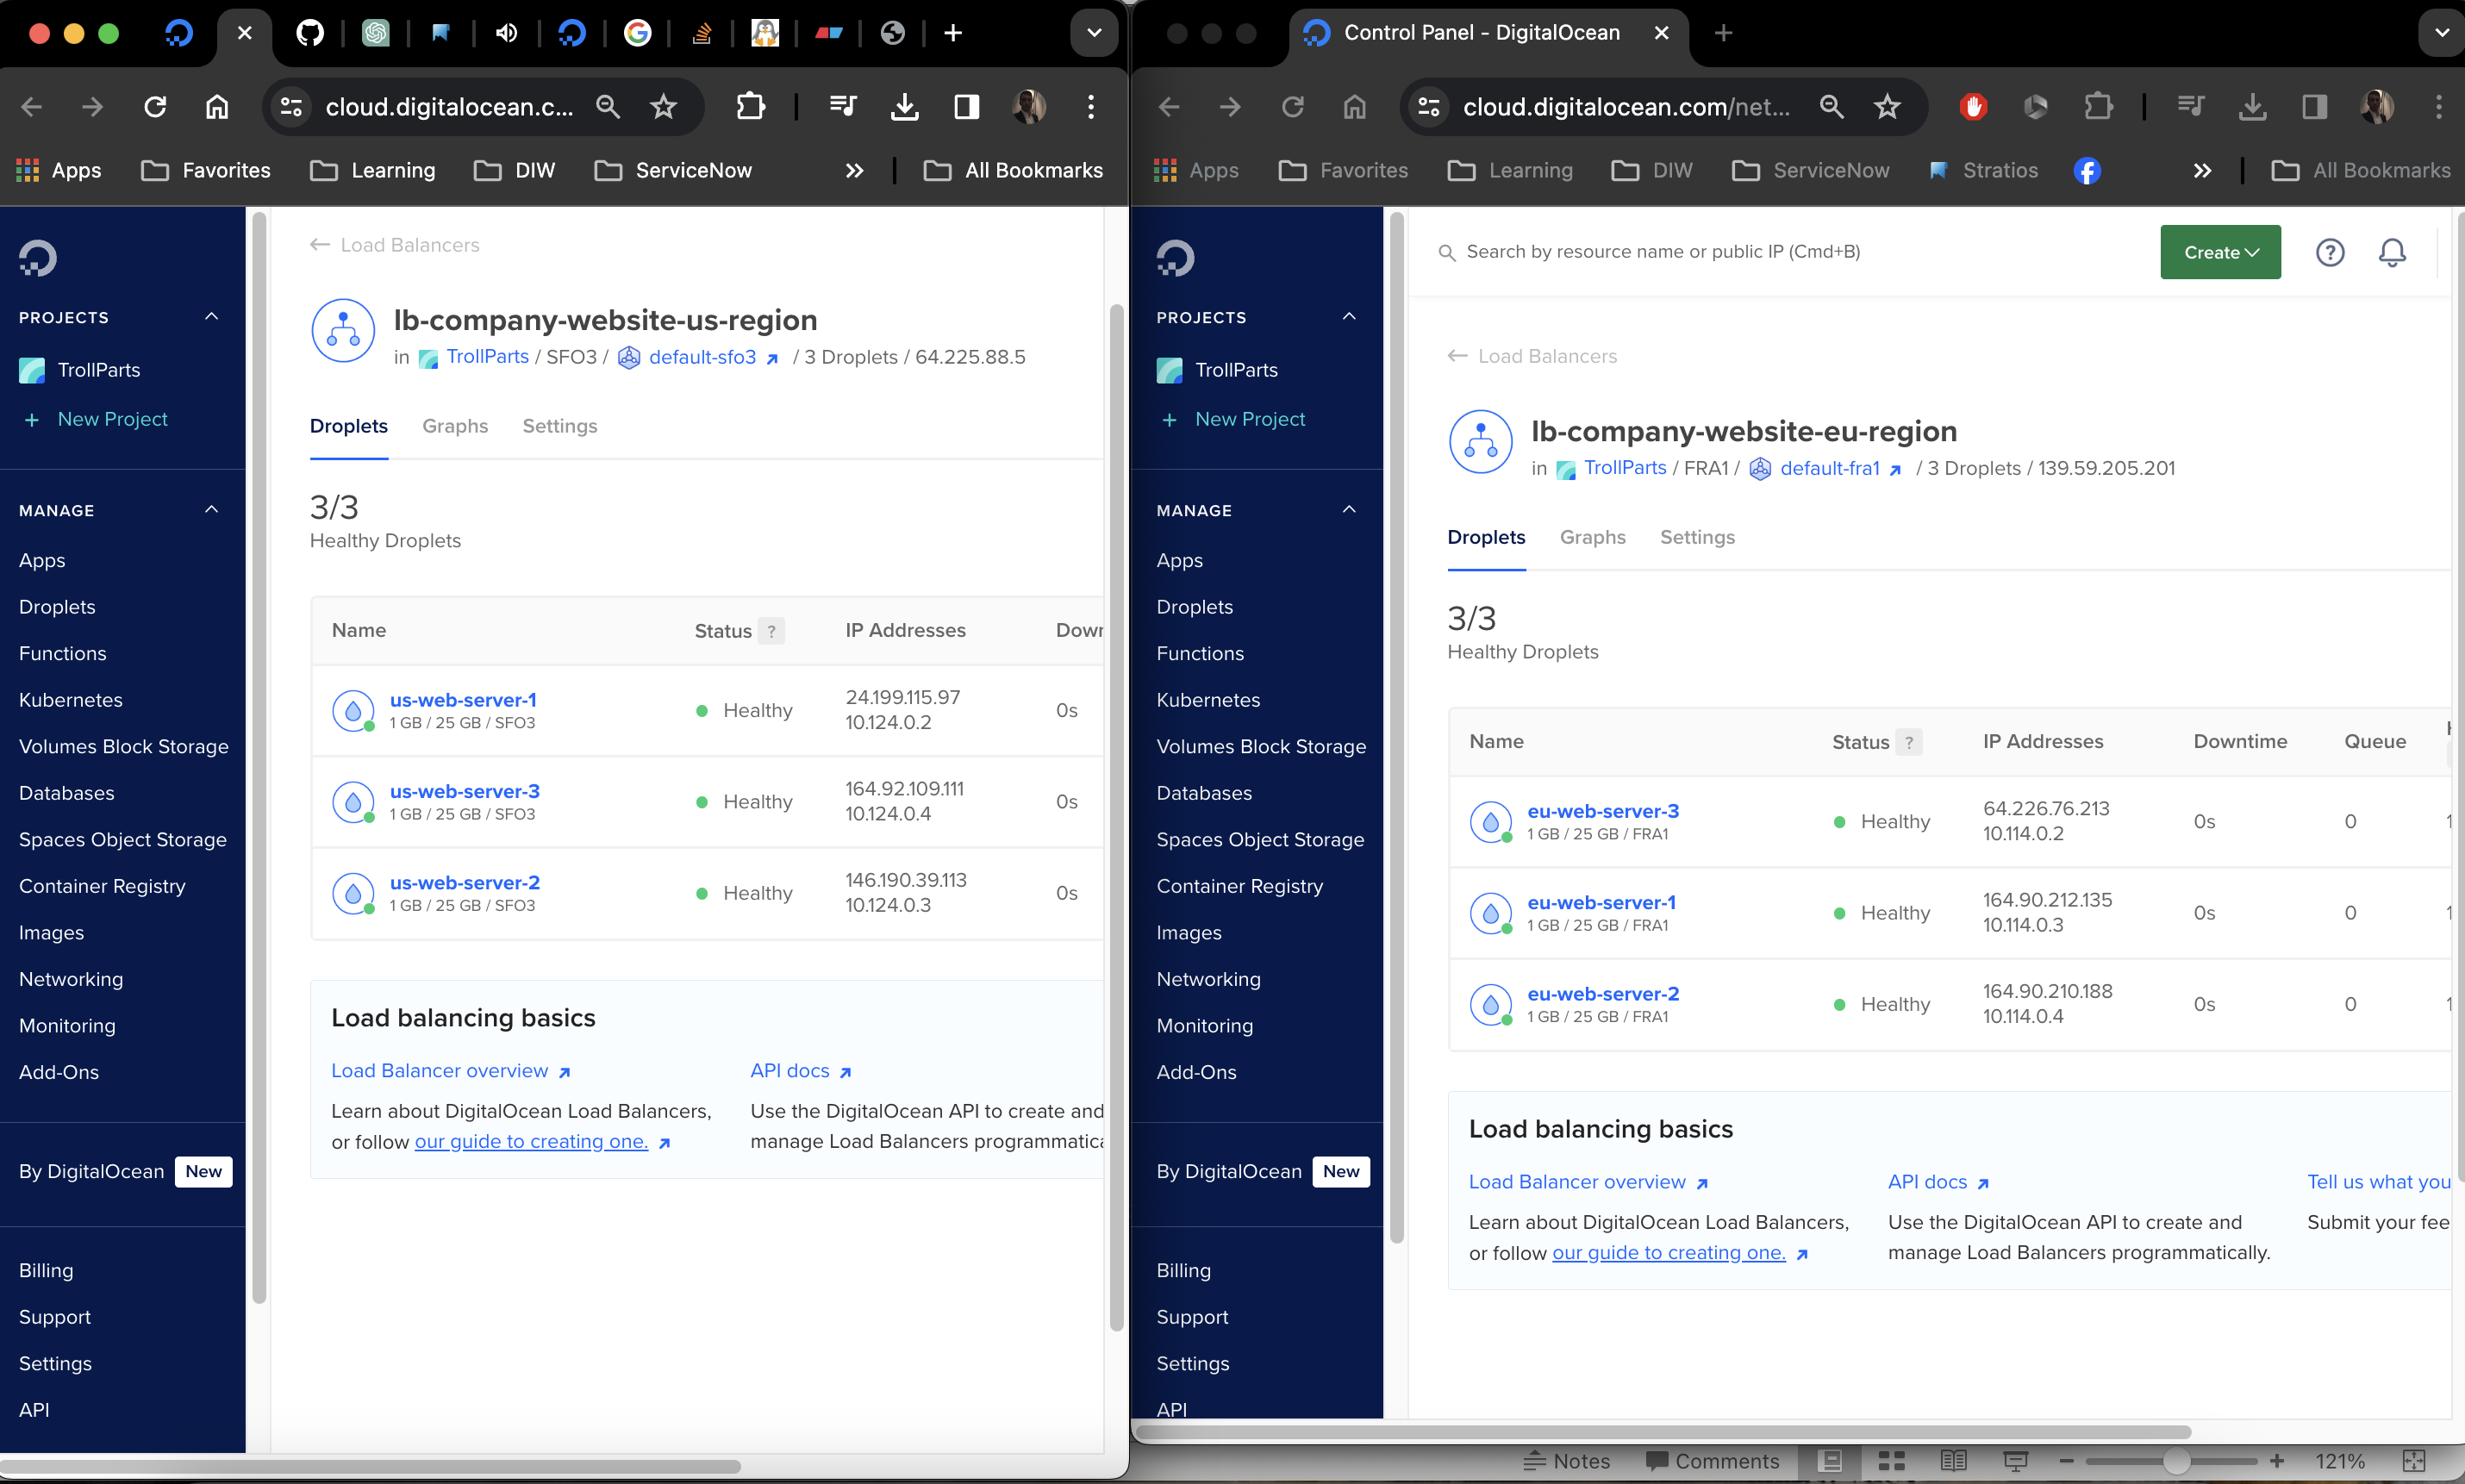 cloud.digitalocean.c...
Apps
Favorites
Learning
DIW
ServiceNow
All Bookmarks
PROJECTS
TrollParts
+ New Project
MANAGE
Apps
Droplets
Functions
Kubernetes
Volumes Block Storage
Databases
Spaces Object Storage
Container Registry
Images
Networking
Monitoring
Add-Ons
By DigitalOcean New
Billing
Support
Settings
API
← Load Balancers
lb-company-website-us-region
in TrollParts / SFO3 / default-sfo3 / 3 Droplets / 64.225.88.5
Droplets Graphs Settings
3/3
Healthy Droplets
Name Status ? IP Addresses
us-web-server-1
1 GB / 25 GB / SFO3
Healthy
24.199.115.97
10.124.0.2
0s
us-web-server-3
1 GB / 25 GB / SFO3
Healthy
164.92.109.111
10.124.0.4
0s
us-web-server-2
1 GB / 25 GB / SFO3
Healthy
146.190.39.113
10.124.0.3
0s
Load balancing basics
Load Balancer overview
Learn about DigitalOcean Load Balancers,
or follow our guide to creating one.
API docs
Use the DigitalOcean API to create and
manage Load Balancers
Control Panel - DigitalOcean
cloud.digitalocean.com/net...
Apps
Favorites
Learning
DIW
ServiceNow
Stratios
All Bookmarks
PROJECTS
TrollParts
+ New Project
MANAGE
Apps
Droplets
Functions
Kubernetes
Volumes Block Storage
Databases
Spaces Object Storage
Container Registry
Images
Networking
Monitoring
Add-Ons
By DigitalOcean New
Billing
Support
Settings
API
Search by resource name or public IP (Cmd+B)
Create
← Load Balancers
lb-company-website-eu-region
in TrollParts / FRA1 / default-fra1 / 3 Droplets / 139.59.205.201
Droplets Graphs Settings
3/3
Healthy Droplets
Name Status ? IP Addresses Downtime Queue
eu-web-server-3
1 GB / 25 GB / FRA1
Healthy
64.226.76.213
10.114.0.2
0s
0
eu-web-server-1
1 GB / 25 GB / FRA1
Healthy
164.90.212.135
10.114.0.3
0s
0
eu-web-server-2
1 GB / 25 GB / FRA1
Healthy
164.90.210.188
10.114.0.4
0s
0
Load balancing basics
Load Balancer overview
Learn about DigitalOcean Load Balancers,
or follow our guide to creating one.
API docs
Use the DigitalOcean API to create and
manage Load Balancers programmatically.
Tell us what you
Submit your
Notes
Comments
121%